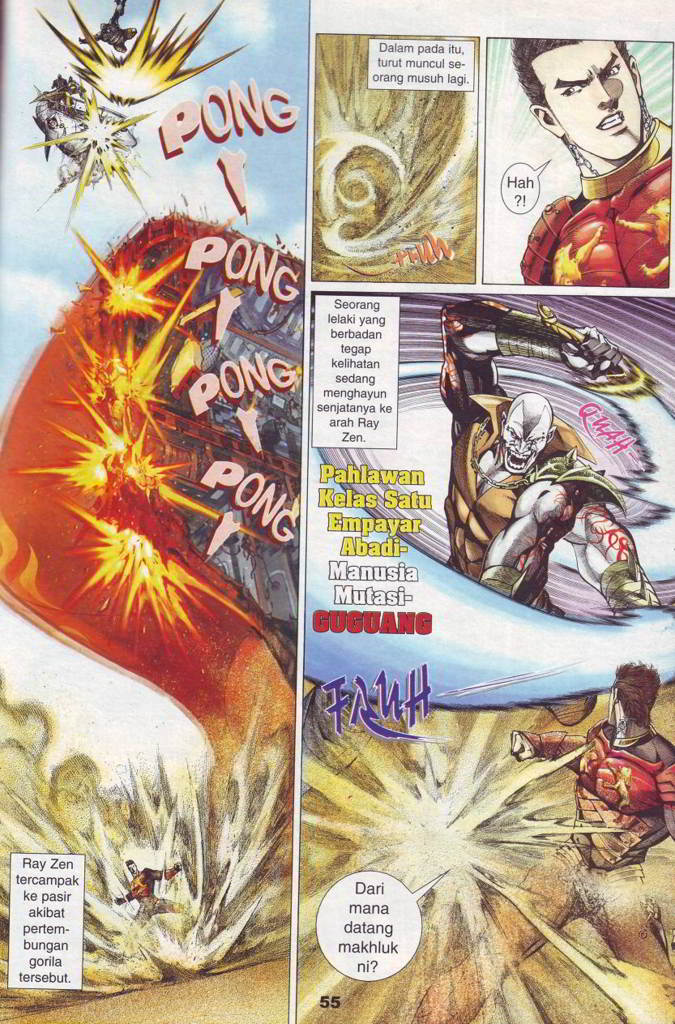 PONG
PONG
PONG
PONG
Ray Zen
tercampak
ke pasir
akibat
pertem-
bungan
gorila
tersebut.
Dalam pada itu,
turut muncul se-
orang musuh lagi.
Hah
?!
Seorang
lelaki yang
berbadan
tegap
kelihatan
sedang
menghayun
senjatanya ke
arah Ray
Zen.
QUAH
Pahlawan
Kelas Satu
Empayar
Abadi-
Manusia
Mutasi-
GUGUANG
FAUH
Dari
mana
datang
makhluk
ni?
55